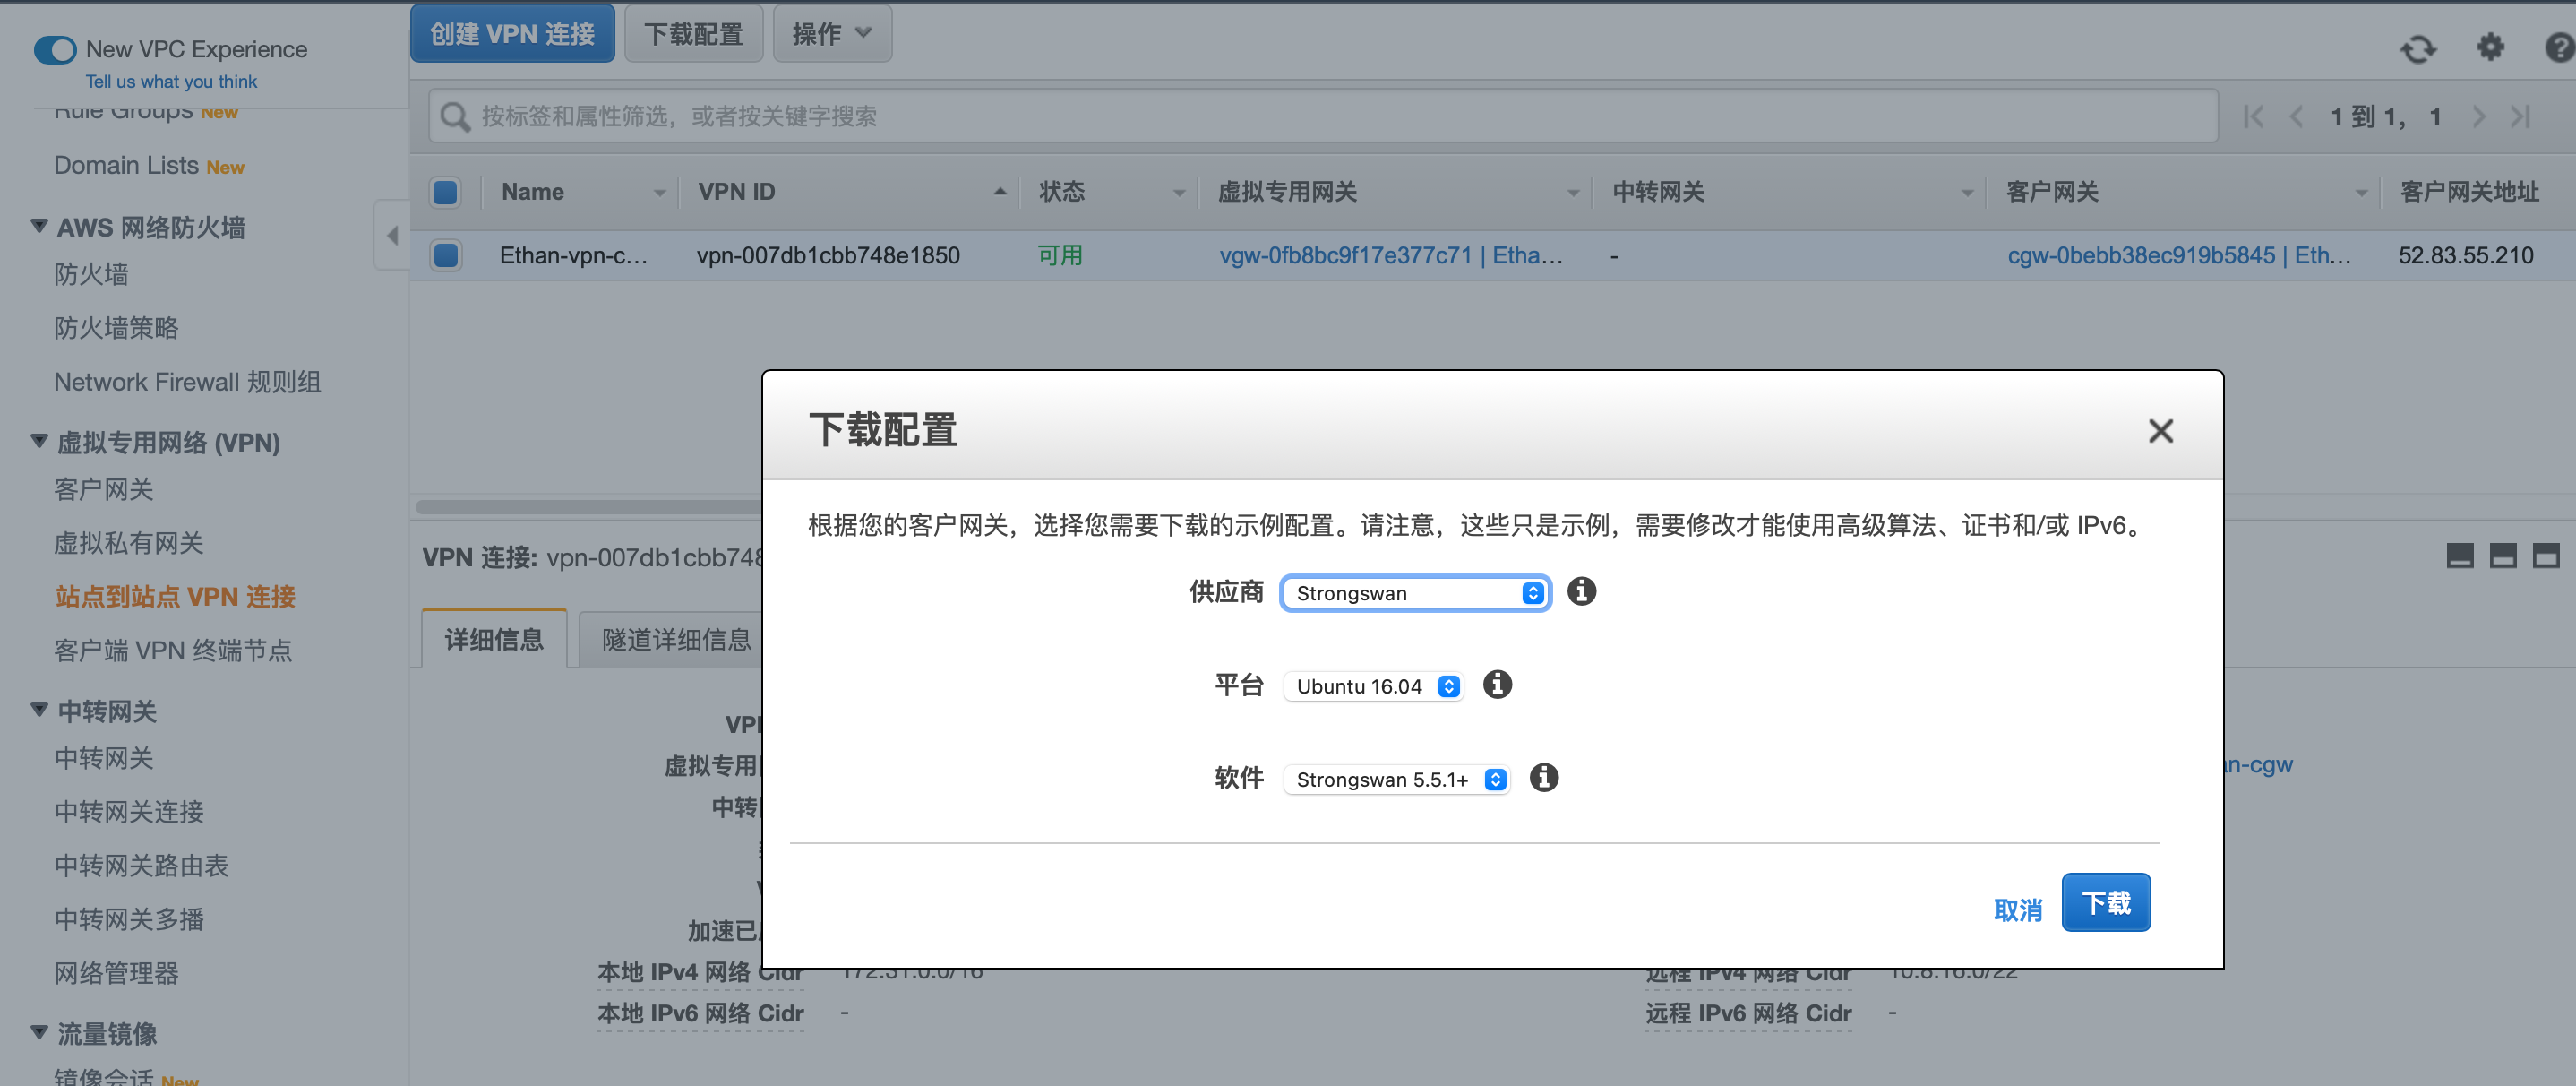 New VPC Experience
Tell us what you think
Rule Groups New
Domain Lists New
AWS 网络防火墙
防火墙
防火墙策略
Network Firewall 规则组
虚拟专用网络 (VPN)
客户网关
虚拟私有网关
站点到站点 VPN 连接
客户端 VPN 终端节点
中转网关
中转网关
中转网关连接
中转网关路由表
中转网关多播
网络管理器
流量镜像
镜像会话 New
创建 VPN 连接 下载配置 操作
按标签和属性筛选，或者按关键字搜索
1 到 1， 1
Name VPN ID 状态 虚拟专用网关 中转网关 客户网关 客户网关地址
Ethan-vpn-c… vpn-007db1cbb748e1850 可用 vgw-0fb8bc9f17e377c71 | Etha… - cgw-0bebb38ec919b5845 | Eth… 52.83.55.210
VPN 连接: vpn-007db1cbb748
详细信息 隧道详细信息
下载配置
根据您的客户网关，选择您需要下载的示例配置。请注意，这些只是示例，需要修改才能使用高级算法、证书和/或 IPv6。
供应商 Strongswan
平台 Ubuntu 16.04
软件 Strongswan 5.5.1+
取消 下载
VP
虚拟专用
中转
n-cgw
加速已
本地 IPv4 网络 Cidr 172.31.0.0/16
远程 IPv4 网络 Cidr 10.8.16.0/22
本地 IPv6 网络 Cidr -
远程 IPv6 网络 Cidr -